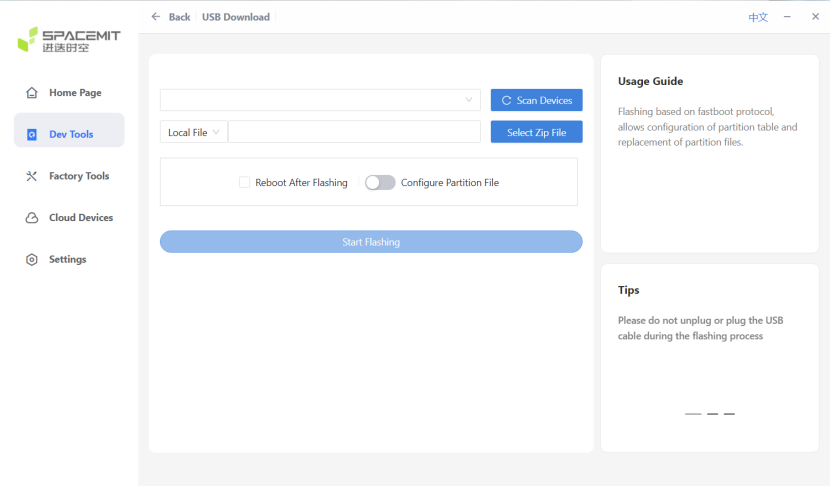 SPACEMIT
进迭时空
Home Page
Dev Tools
Factory Tools
Cloud Devices
Settings
Back USB Download
中文
Scan Devices
Local File
Select Zip File
Reboot After Flashing
Configure Partition File
Start Flashing
Usage Guide
Flashing based on fastboot protocol,
allows configuration of partition table and
replacement of partition files.
Tips
Please do not unplug or plug the USB
cable during the flashing process